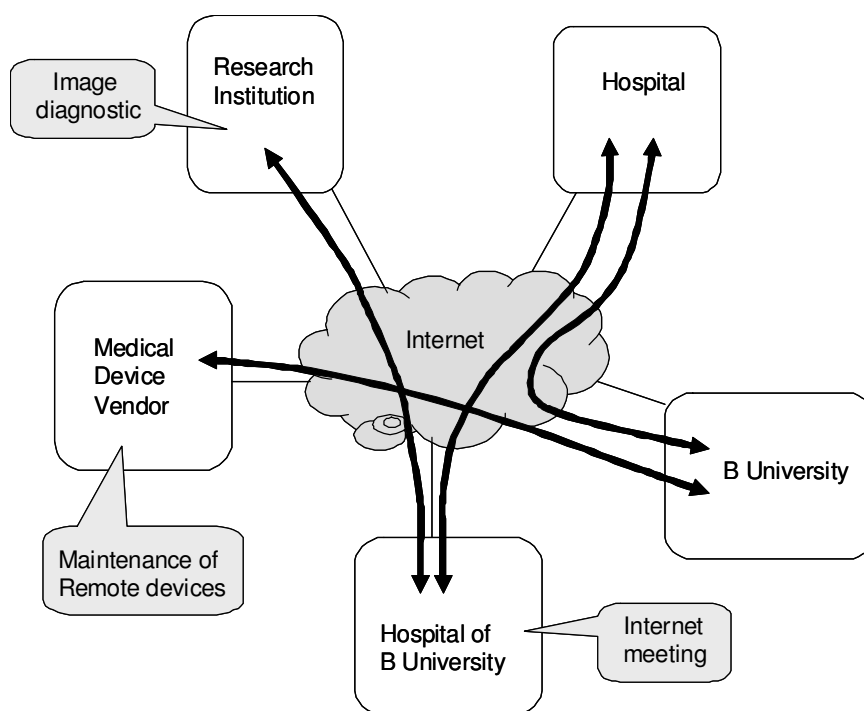 Image
diagnostic
Research
Institution
Hospital
Internet
Medical
Device
Vendor
B University
Maintenance of
Remote devices
Hospital of
B University
Internet
meeting